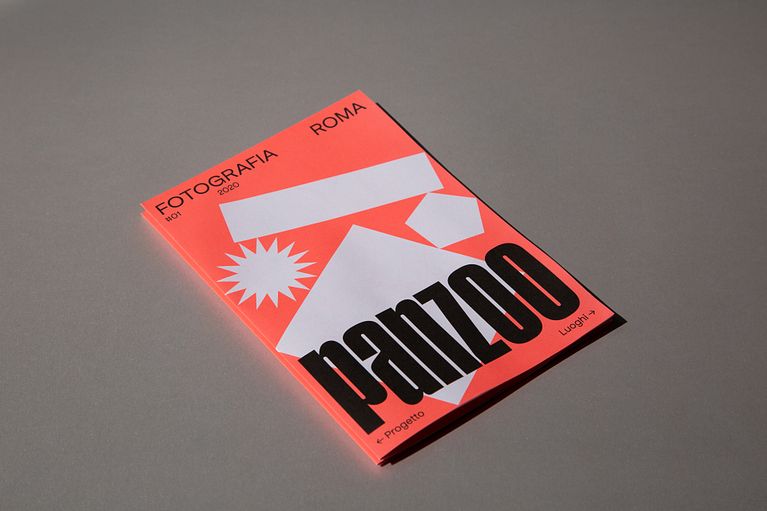 FOTOGRAFIA ROMA
#01 2020
panzoo
← Progetto Luoghi →